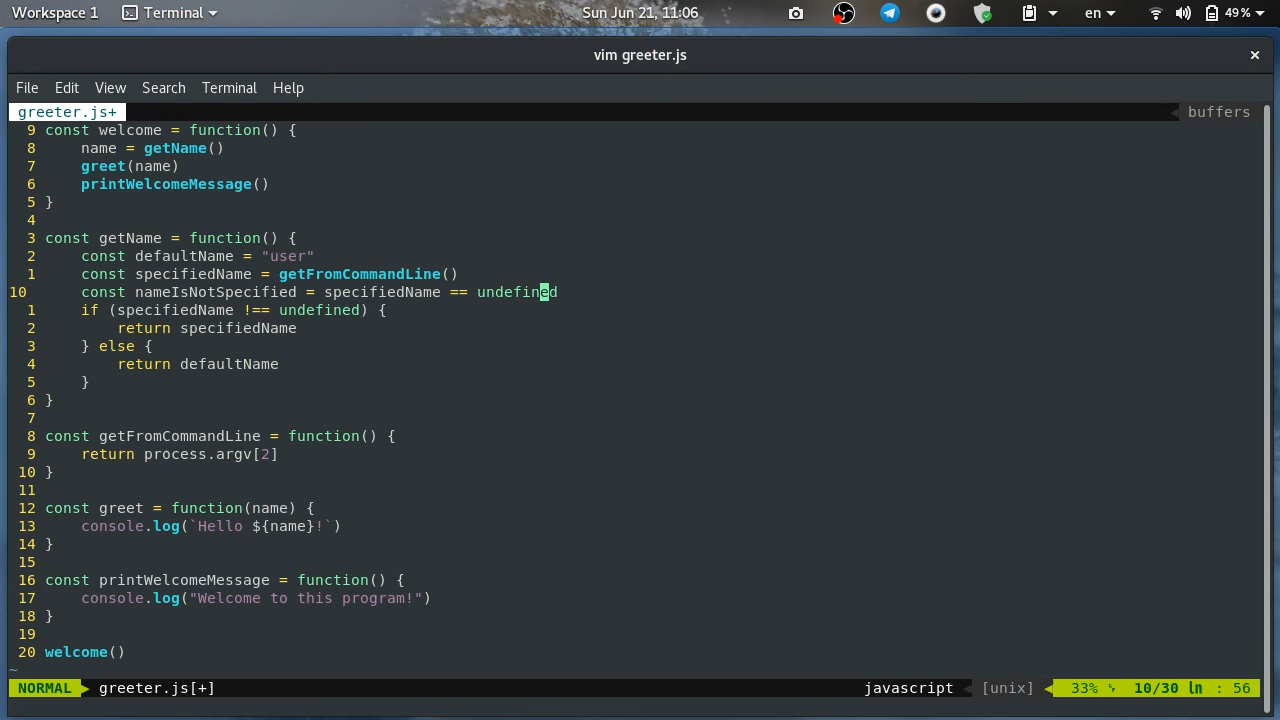 Workspace 1 Terminal Sun Jun 21, 11:06 en 49%
vim greeter.js ×
File Edit View Search Terminal Help
greeter.js+ buffers
9 const welcome = function() {
8     name = getName()
7     greet(name)
6     printWelcomeMessage()
5 }
4
3 const getName = function() {
2     const defaultName = "user"
1     const specifiedName = getFromCommandLine()
10     const nameIsNotSpecified = specifiedName == undefined
1     if (specifiedName !== undefined) {
2         return specifiedName
3     } else {
4         return defaultName
5     }
6 }
7
8 const getFromCommandLine = function() {
9     return process.argv[2]
10 }
11
12 const greet = function(name) {
13     console.log(`Hello ${name}!`)
14 }
15
16 const printWelcomeMessage = function() {
17     console.log("Welcome to this program!")
18 }
19
20 welcome()
~
NORMAL greeter.js[+] javascript [unix] 33% 10/30 ln : 56